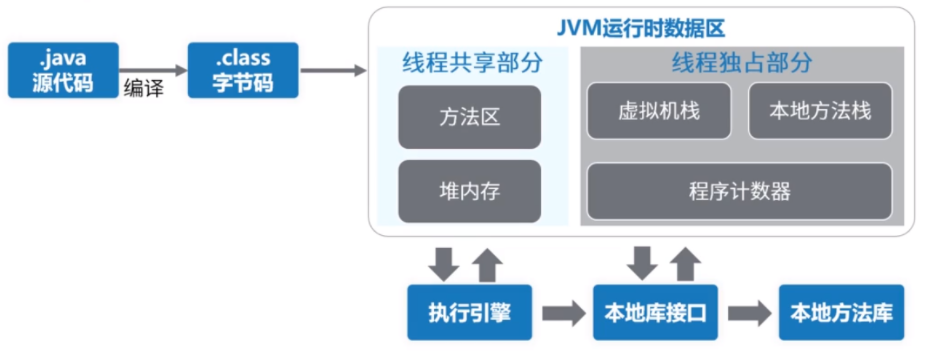 JVM运行时数据区
.java
源代码
编译
.class
字节码
线程共享部分
方法区
堆内存
线程独占部分
虚拟机栈
本地方法栈
程序计数器
执行引擎
本地库接口
本地方法库